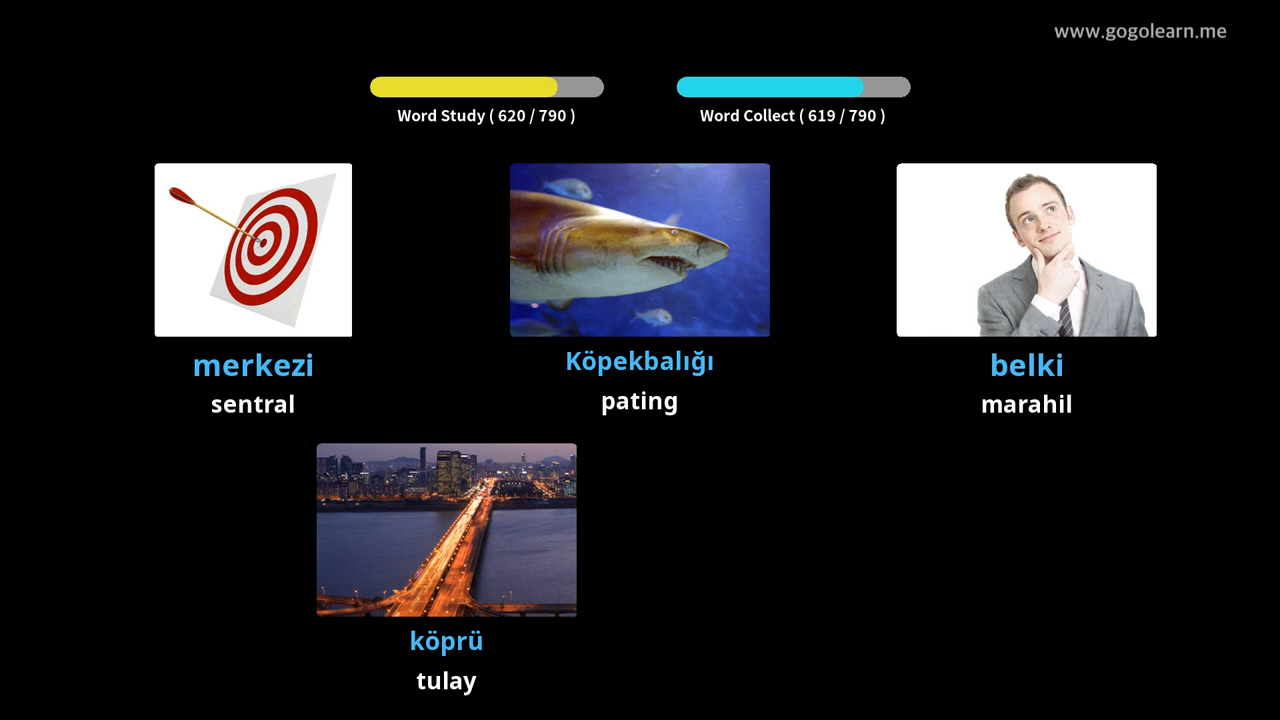 www.gogolearn.me
Word Study ( 620 / 790 )
Word Collect ( 619 / 790 )
merkezi
sentral
Köpekbalığı
pating
belki
marahil
köprü
tulay